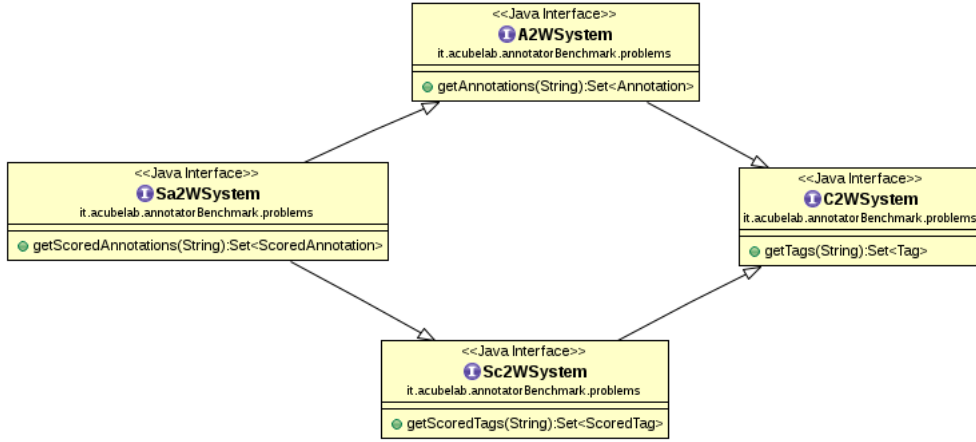 <<Java Interface>>
I A2WSystem
it.acubelab.annotatorBenchmark.problems
getAnnotations(String):Set<Annotation>
<<Java Interface>>
I Sa2WSystem
it.acubelab.annotatorBenchmark.problems
getScoredAnnotations(String):Set<ScoredAnnotation>
<<Java Interface>>
I C2WSystem
it.acubelab.annotatorBenchmark.problems
getTags(String):Set<Tag>
<<Java Interface>>
I Sc2WSystem
it.acubelab.annotatorBenchmark.problems
getScoredTags(String):Set<ScoredTag>